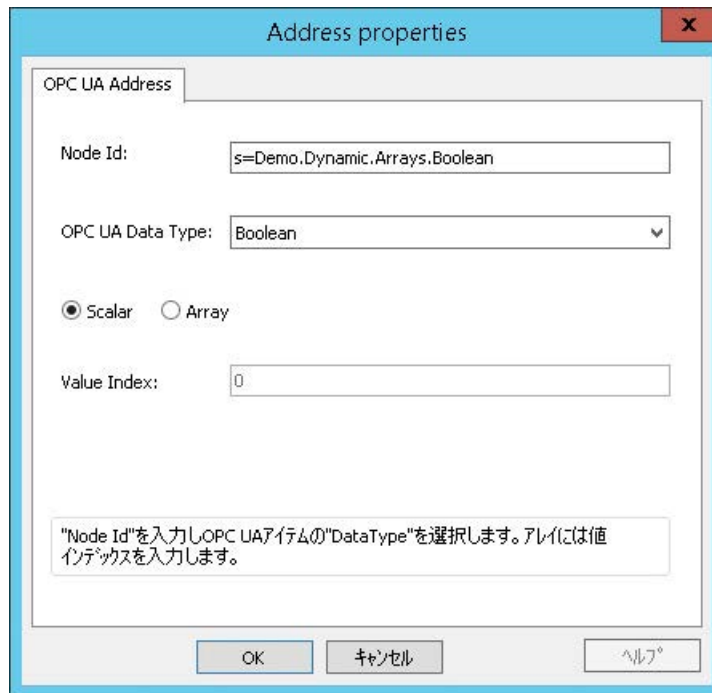 Address properties
x
OPC UA Address
Node Id:
s=Demo.Dynamic.Arrays.Boolean
OPC UA Data Type:
Boolean
Scalar
Array
Value Index:
0
"Node Id"を入力しOPC UAアイテムの"DataType"を選択します。アレイには値
インデックスを入力します。
OK
キャンセル
ヘルプ